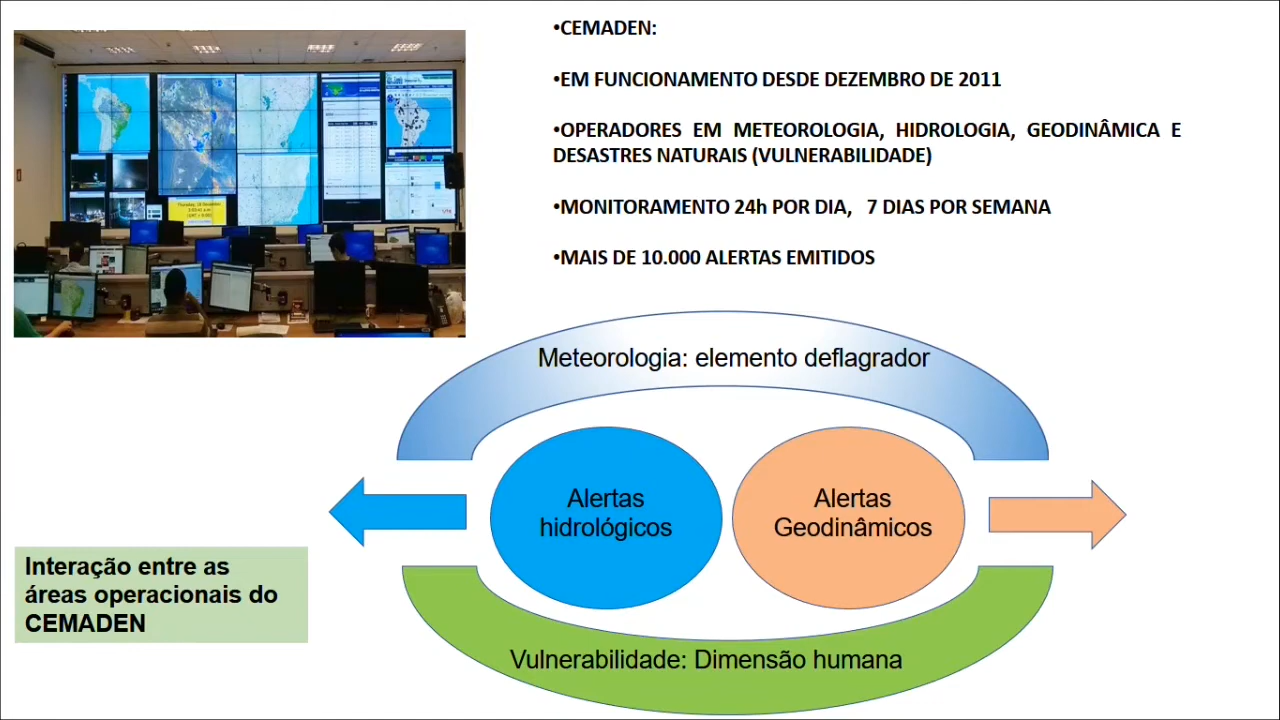 •CEMADEN:
•EM FUNCIONAMENTO DESDE DEZEMBRO DE 2011
•OPERADORES EM METEOROLOGIA, HIDROLOGIA, GEODINÂMICA E
DESASTRES NATURAIS (VULNERABILIDADE)
•MONITORAMENTO 24h POR DIA, 7 DIAS POR SEMANA
•MAIS DE 10.000 ALERTAS EMITIDOS
Meteorologia: elemento deflagrador
Alertas
hidrológicos
Alertas
Geodinâmicos
Interação entre as
áreas operacionais do
CEMADEN
Vulnerabilidade: Dimensão humana